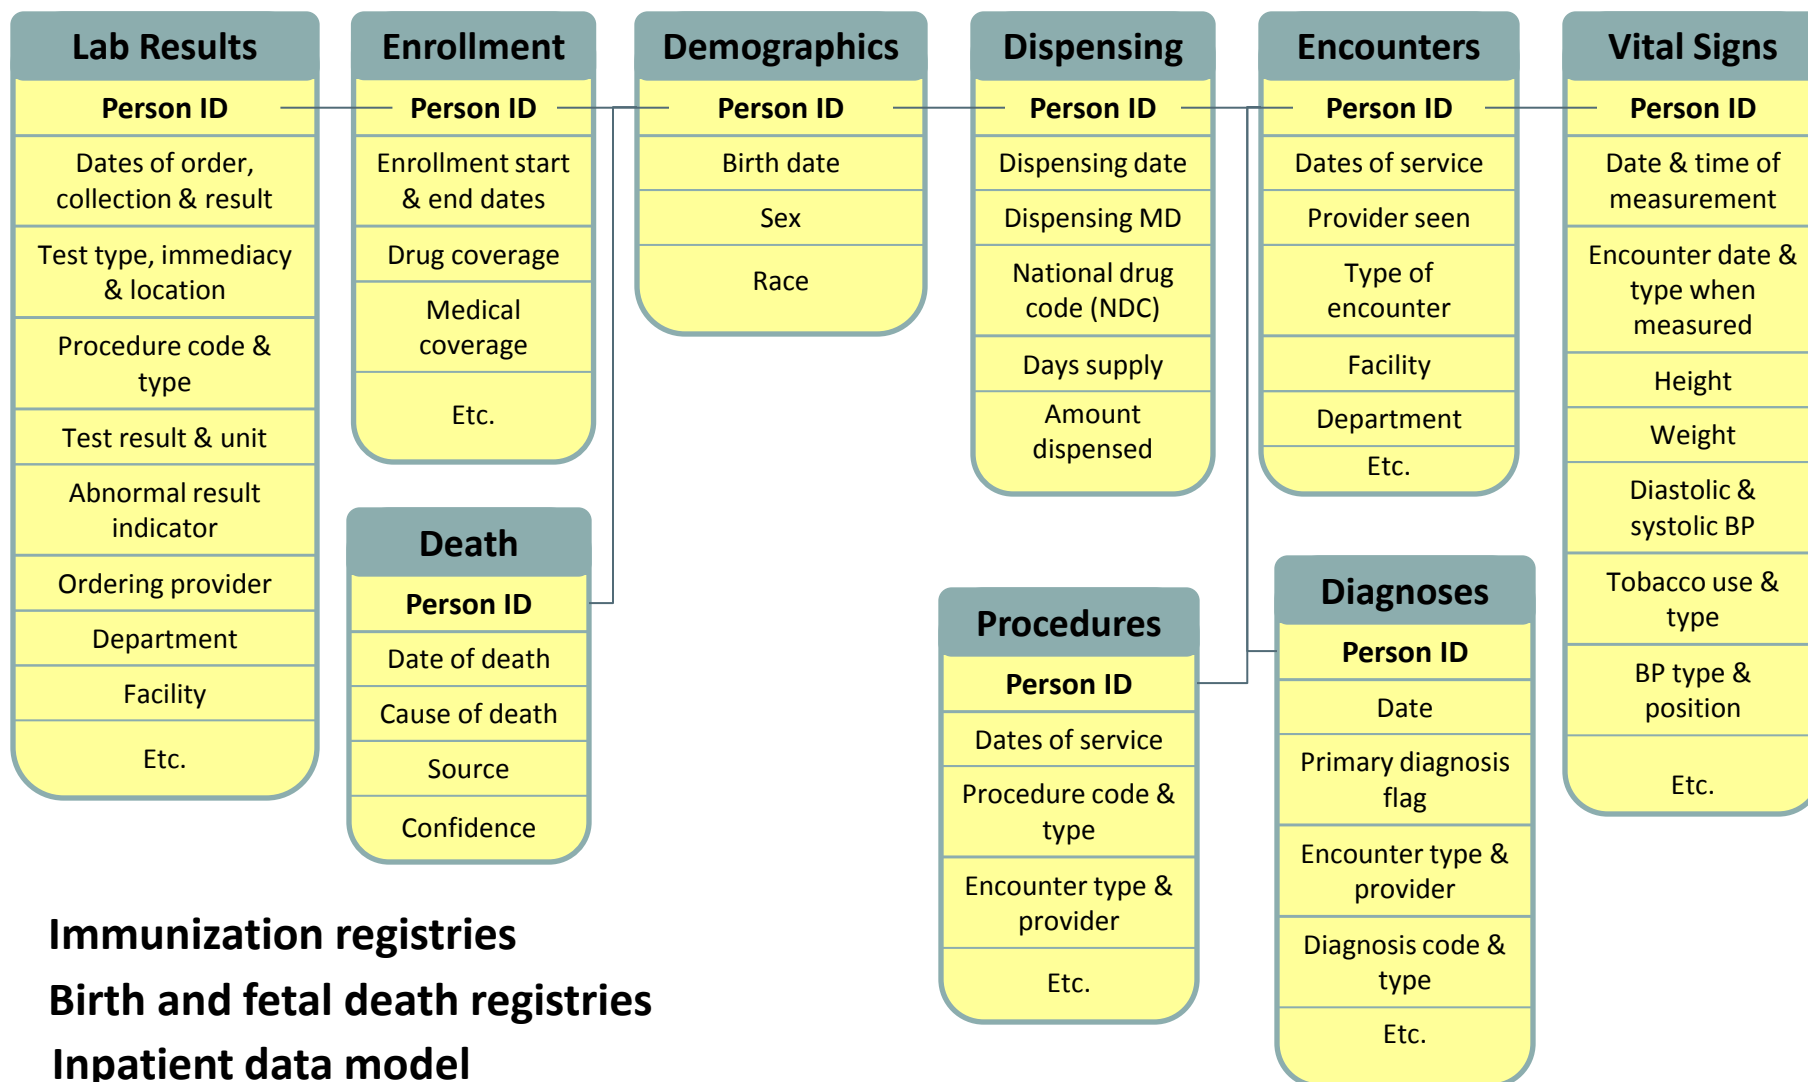 Lab Results
Person ID
Dates of order,
collection & result
Test type, immediacy
& location
Procedure code &
type
Test result & unit
Abnormal result
indicator
Ordering provider
Department
Facility
Etc.
Enrollment
Person ID
Enrollment start
& end dates
Drug coverage
Medical
coverage
Etc.
Death
Person ID
Date of death
Cause of death
Source
Confidence
Demographics
Person ID
Birth date
Sex
Race
Dispensing
Person ID
Dispensing date
Dispensing MD
National drug
code (NDC)
Days supply
Amount
dispensed
Encounters
Person ID
Dates of service
Provider seen
Type of
encounter
Facility
Department
Etc.
Vital Signs
Person ID
Date & time of
measurement
Encounter date &
type when
measured
Height
Weight
Diastolic &
systolic BP
Tobacco use &
type
BP type &
position
Etc.
Procedures
Person ID
Dates of service
Procedure code &
type
Encounter type &
provider
Etc.
Diagnoses
Person ID
Date
Primary diagnosis
flag
Encounter type &
provider
Diagnosis code &
type
Etc.
Immunization registries
Birth and fetal death registries
Inpatient data model